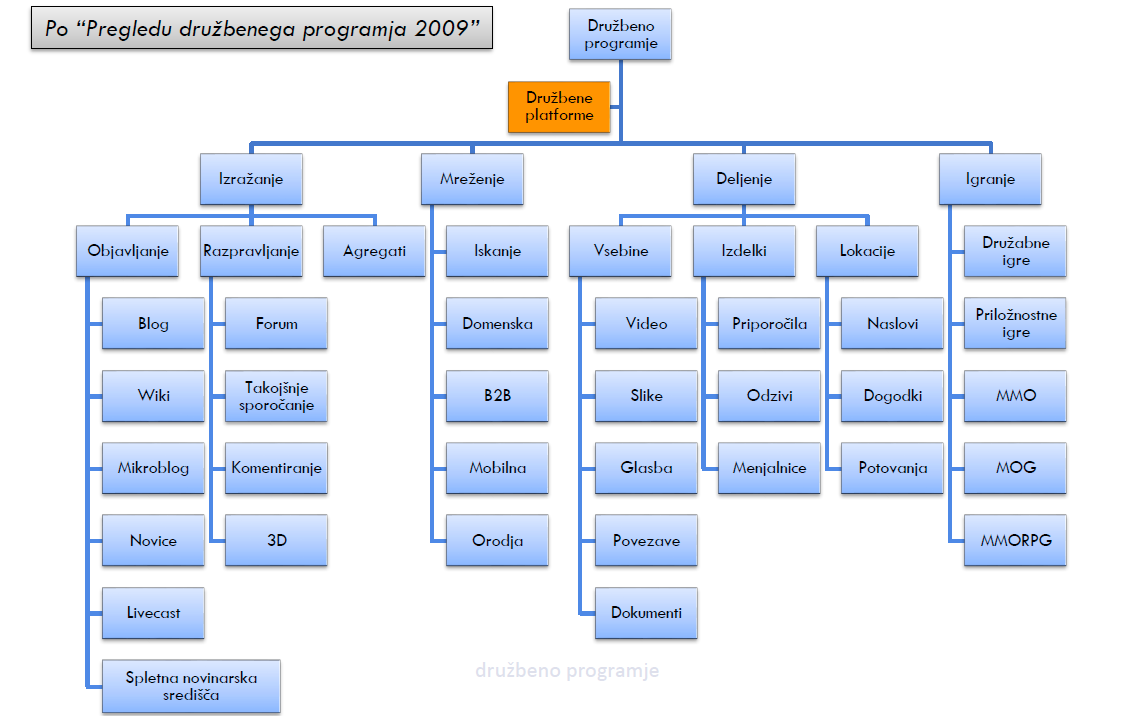 Po “Pregledu družbenega programja 2009”
Družbeno
programje
Družbene
platforme
Izražanje
Mreženje
Deljenje
Igranje
Objavljanje
Razpravljanje
Agregati
Iskanje
Vsebine
Izdelki
Lokacije
Družabne
igre
Blog
Forum
Domenska
Video
Priporočila
Naslovi
Priložnostne
igre
Wiki
Takojšnje
sporočanje
B2B
Slike
Odzivi
Dogodki
MMO
Mikroblog
Komentiranje
Mobilna
Glasba
Menjalnice
Potovanja
MOG
Novice
3D
Orodja
Povezave
MMORPG
Livecast
Dokumenti
Spletna novinarska
središča
družbeno programje